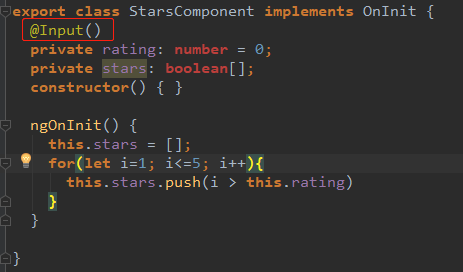 export class StarsComponent implements OnInit {
@Input()
private rating: number = 0;
private stars: boolean[];
constructor() { }
ngOnInit() {
this.stars = [];
for(let i=1; i<=5; i++){
this.stars.push(i > this.rating)
}
}
}